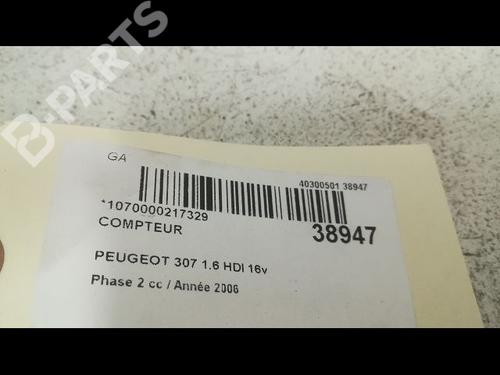 B-PARTS
GA
40300501 38947
*1070000217329
COMPTEUR
38947
PEUGEOT 307 1.6 HDI 16v
Phase 2 cc / Année 2006